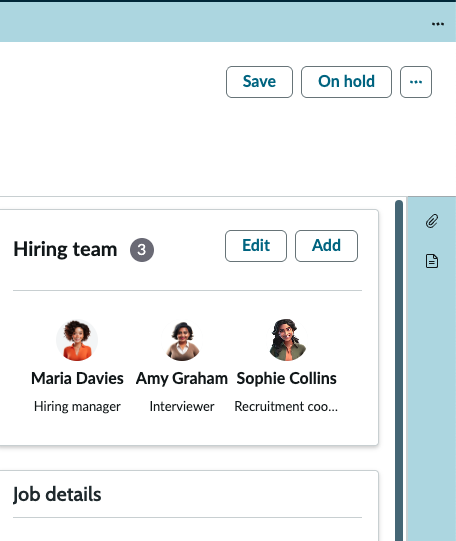 Save On hold ...
Hiring team 3 Edit Add
Maria Davies Amy Graham Sophie Collins
Hiring manager Interviewer Recruitment coo...
Job details